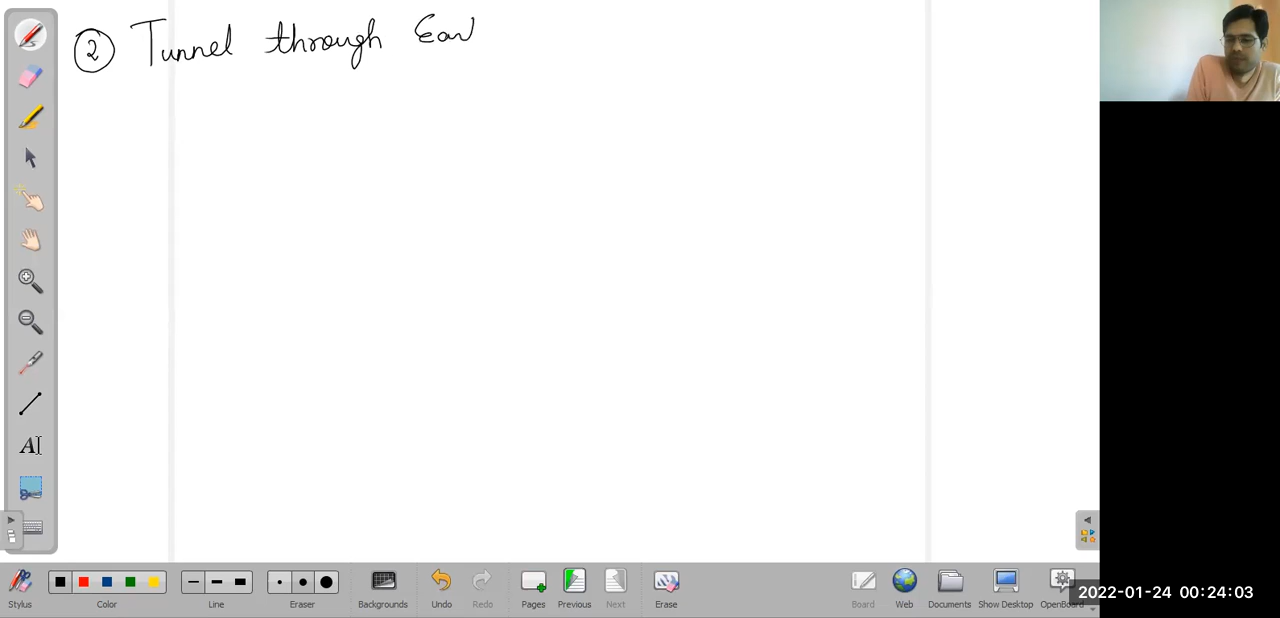 ② Tunnel through Ear
A
Stylus
Color
Line
Eraser
Backgrounds
Undo
Redo
Pages
Previous
Next
Erase
Board
Web
Documents
Show Desktop
OpenBoard
2022-01-24 00:24:03